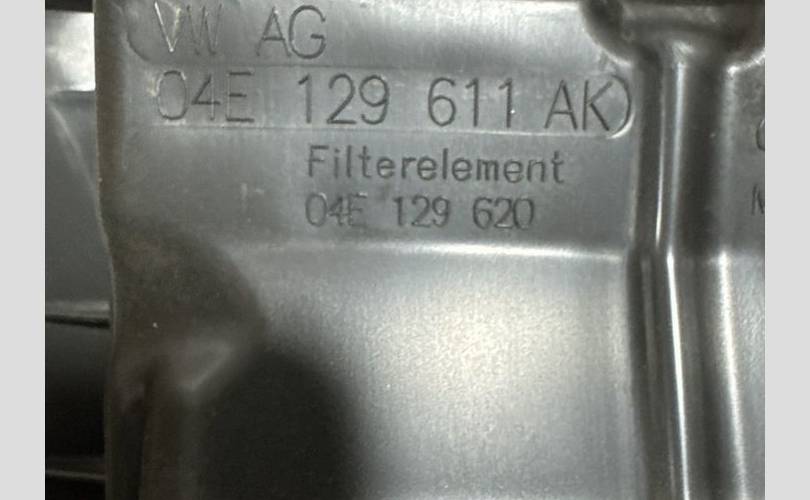 VW AG
04E 129 611 AK)
Filterelement
04E 129 620